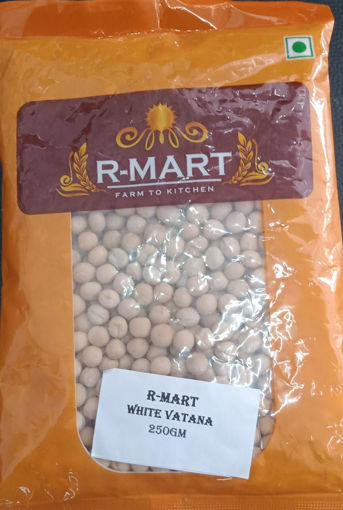 R-MART
FARM TO KITCHEN
R-MART
WHITE VATANA
250GM